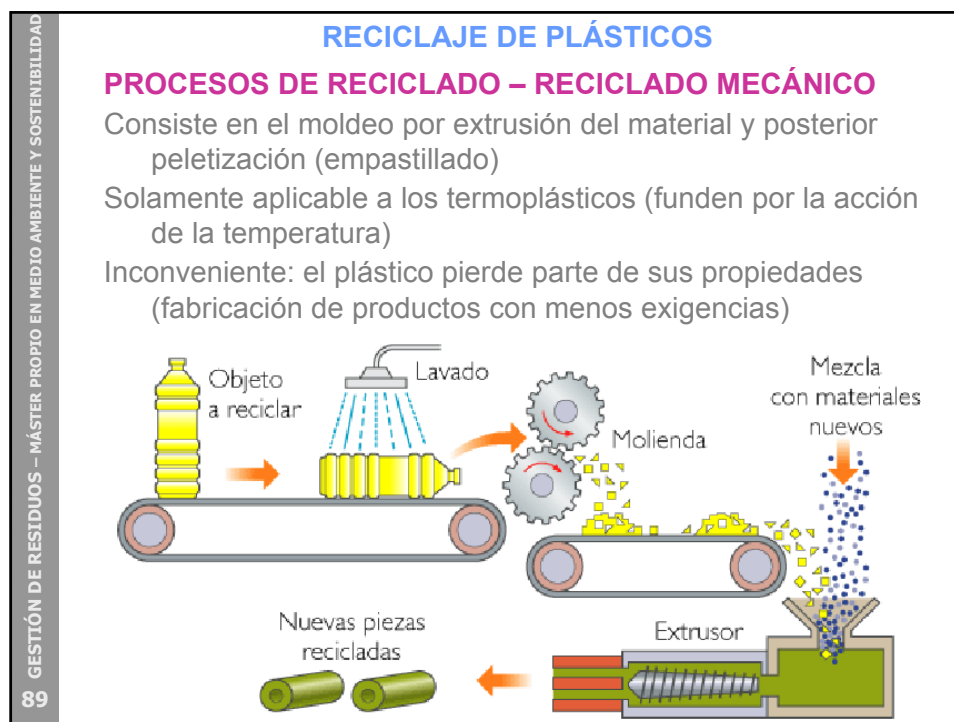 RECICLAJE DE PLÁSTICOS
PROCESOS DE RECICLADO – RECICLADO MECÁNICO
Consiste en el moldeo por extrusión del material y posterior
peletización (empastillado)
Solamente aplicable a los termoplásticos (funden por la acción
de la temperatura)
Inconveniente: el plástico pierde parte de sus propiedades
(fabricación de productos con menos exigencias)
Objeto
a reciclar
Lavado
Molienda
Mezcla
con materiales
nuevos
Extrusor
Nuevas piezas
recicladas
GESTIÓN DE RESIDUOS – MÁSTER PROPIO EN MEDIO AMBIENTE Y SOSTENIBILIDAD
89